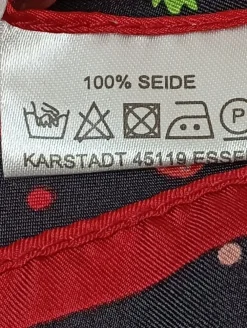 100% SEIDE
KARSTADT 45119 ESSE